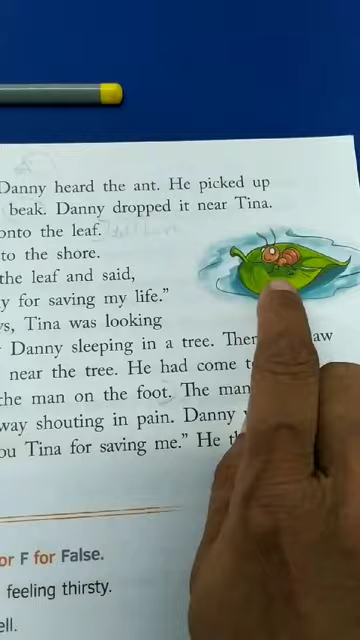 Danny heard the ant. He picked up
beak. Danny dropped it near Tina.
onto the leaf.
to the shore.
the leaf and said,
y for saving my life."
s, Tina was looking
Danny sleeping in a tree. The aw
near the tree. He had come
the man on the foot. The man
way shouting in pain. Danny
ou Tina for saving me." He
or F for False.
feeling thirsty.
ell.